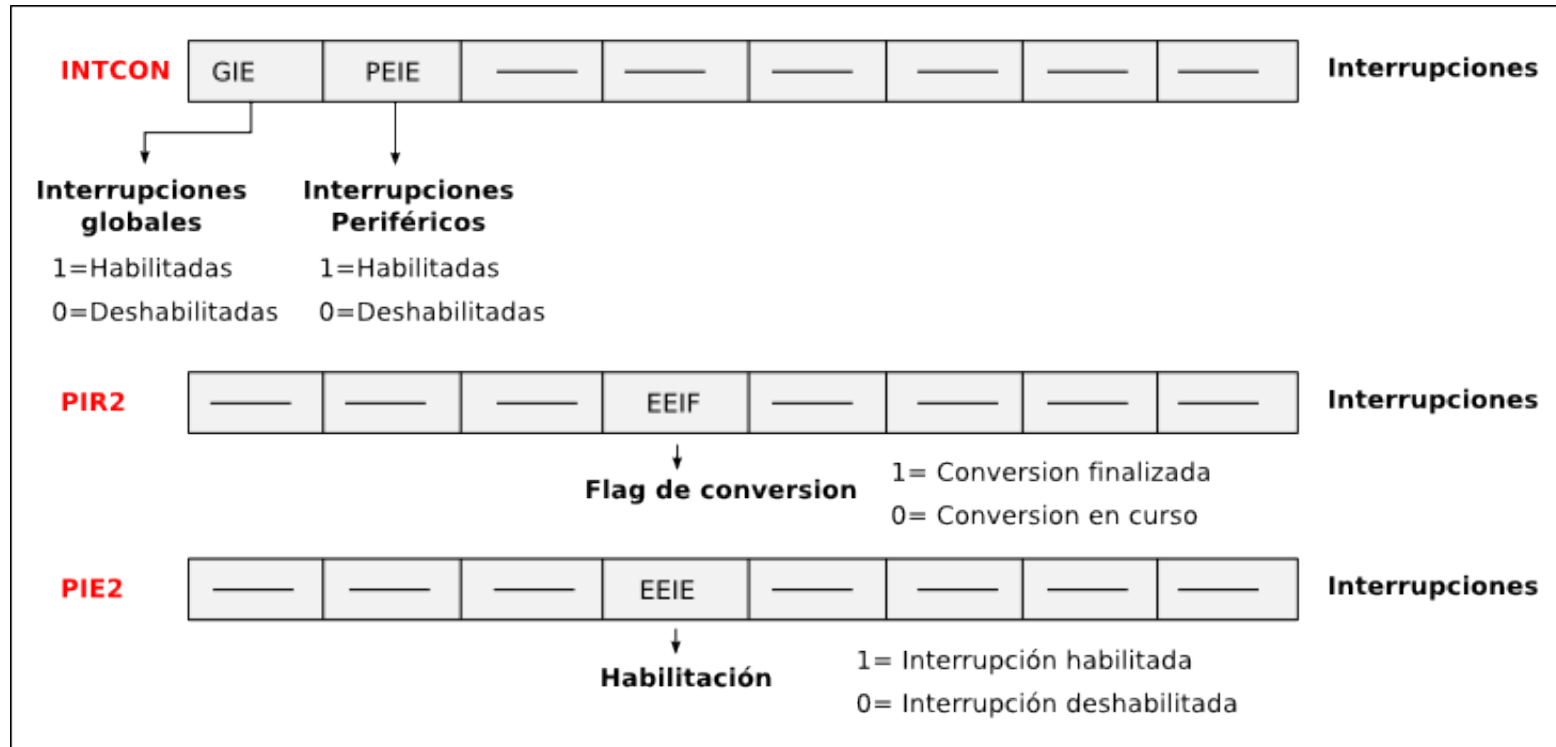 INTCON GIE PEIE Interrupciones
Interrupciones globales
1=Habilitadas
0=Deshabilitadas
Interrupciones Periféricos
1=Habilitadas
0=Deshabilitadas
PIR2 EEIF Interrupciones
Flag de conversion
1= Conversion finalizada
0= Conversion en curso
PIE2 EEIE Interrupciones
Habilitación
1= Interrupción habilitada
0= Interrupción deshabilitada